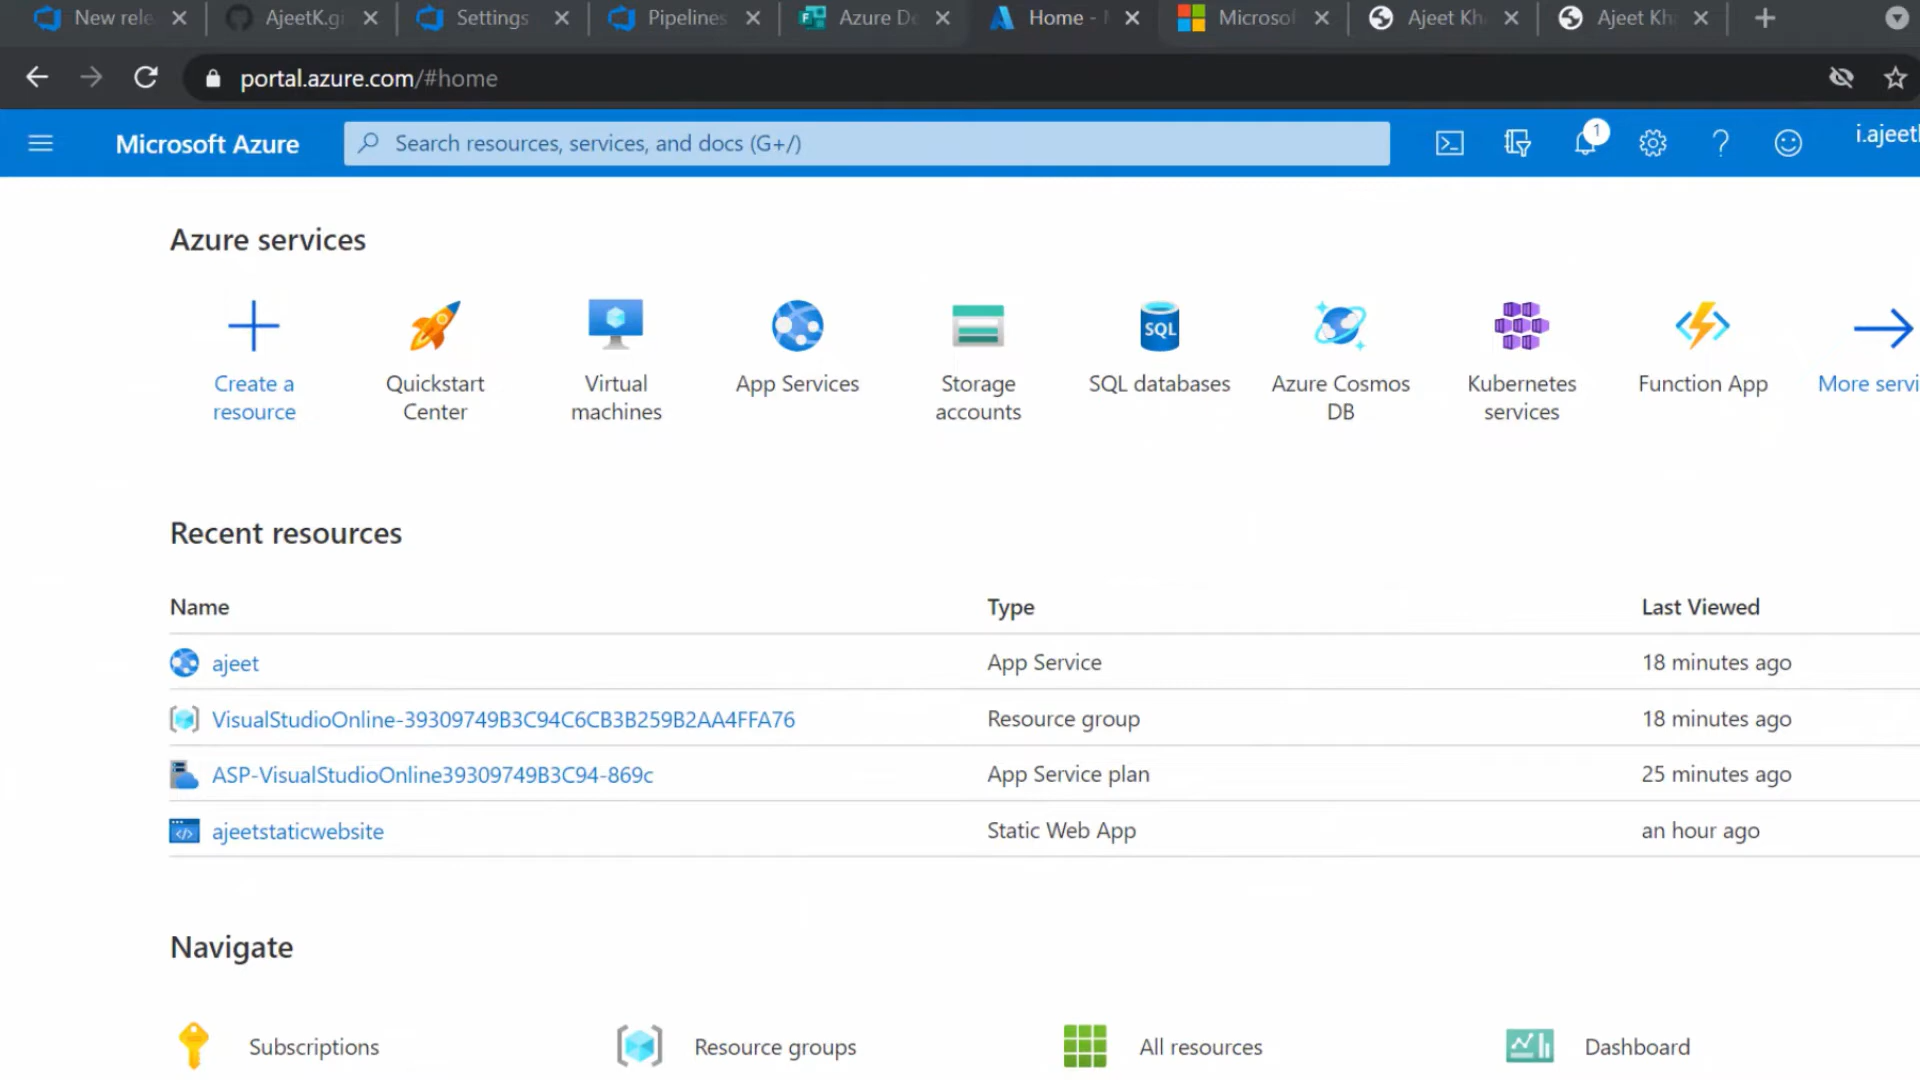 New rele
AjeetK.gi
Settings
Pipelines
Azure De
Home -
Microsof
Ajeet Kh
Ajeet Kh
portal.azure.com/#home
Microsoft Azure
Search resources, services, and docs (G+/)
1
i.ajeetk
Azure services
Create a
resource
Quickstart
Center
Virtual
machines
App Services
Storage
accounts
SQL
SQL databases
Azure Cosmos
DB
Kubernetes
services
Function App
More servi
Recent resources
Name Type Last Viewed
ajeet App Service 18 minutes ago
VisualStudioOnline-39309749B3C94C6CB3B259B2AA4FFA76 Resource group 18 minutes ago
ASP-VisualStudioOnline39309749B3C94-869c App Service plan 25 minutes ago
ajeetstaticwebsite Static Web App an hour ago
Navigate
Subscriptions
Resource groups
All resources
Dashboard